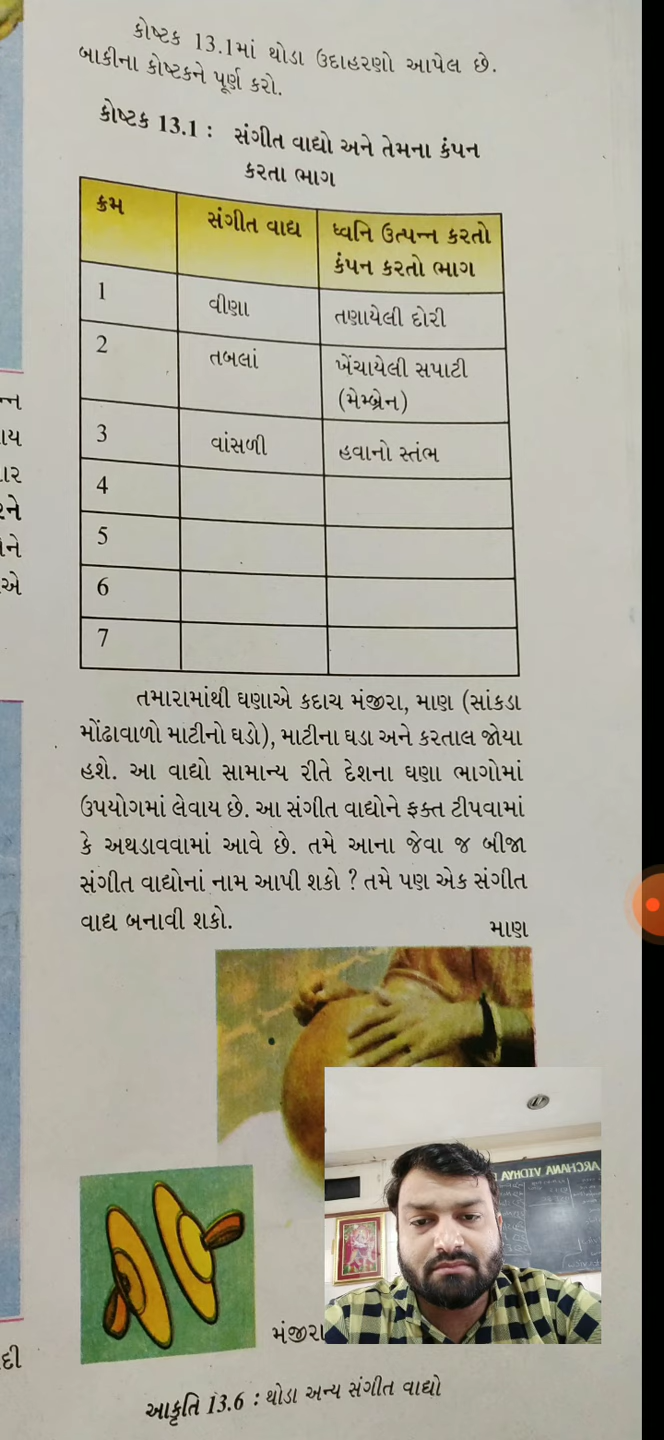 કોષ્ટક 13.1માં થોડા ઉદાહરણો આપેલ છે.
બાકીના કોષ્ટકને પૂર્ણ કરો.
કોષ્ટક 13.1 : સંગીત વાદ્યો અને તેમના કંપન
કરતા ભાગ
ક્રમ સંગીત વાદ્ય ધ્વનિ ઉત્પન્ન કરતો
કંપન કરતો ભાગ
1 વીણા તણાયેલી દોરી
2 તબલાં ખેંચાયેલી સપાટી
(મેમ્બ્રેન)
3 વાંસળી હવાનો સ્તંભ
4
5
6
7
તમારામાંથી ઘણાએ કદાચ મંજીરા, માણ (સાંકડા
મોંઢાવાળો માટીનો ઘડો), માટીના ઘડા અને કરતાલ જોયા
હશે. આ વાદ્યો સામાન્ય રીતે દેશના ઘણા ભાગોમાં
ઉપયોગમાં લેવાય છે. આ સંગીત વાદ્યોને ફક્ત ટીપવામાં
કે અથડાવવામાં આવે છે. તમે આના જેવા જ બીજા
સંગીત વાદ્યોનાં નામ આપી શકો ? તમે પણ એક સંગીત
વાદ્ય બનાવી શકો.
માણ
ARCHANA VIDHYA
મંજીરા
આકૃતિ 13.6 : થોડા અન્ય સંગીત વાદ્યો